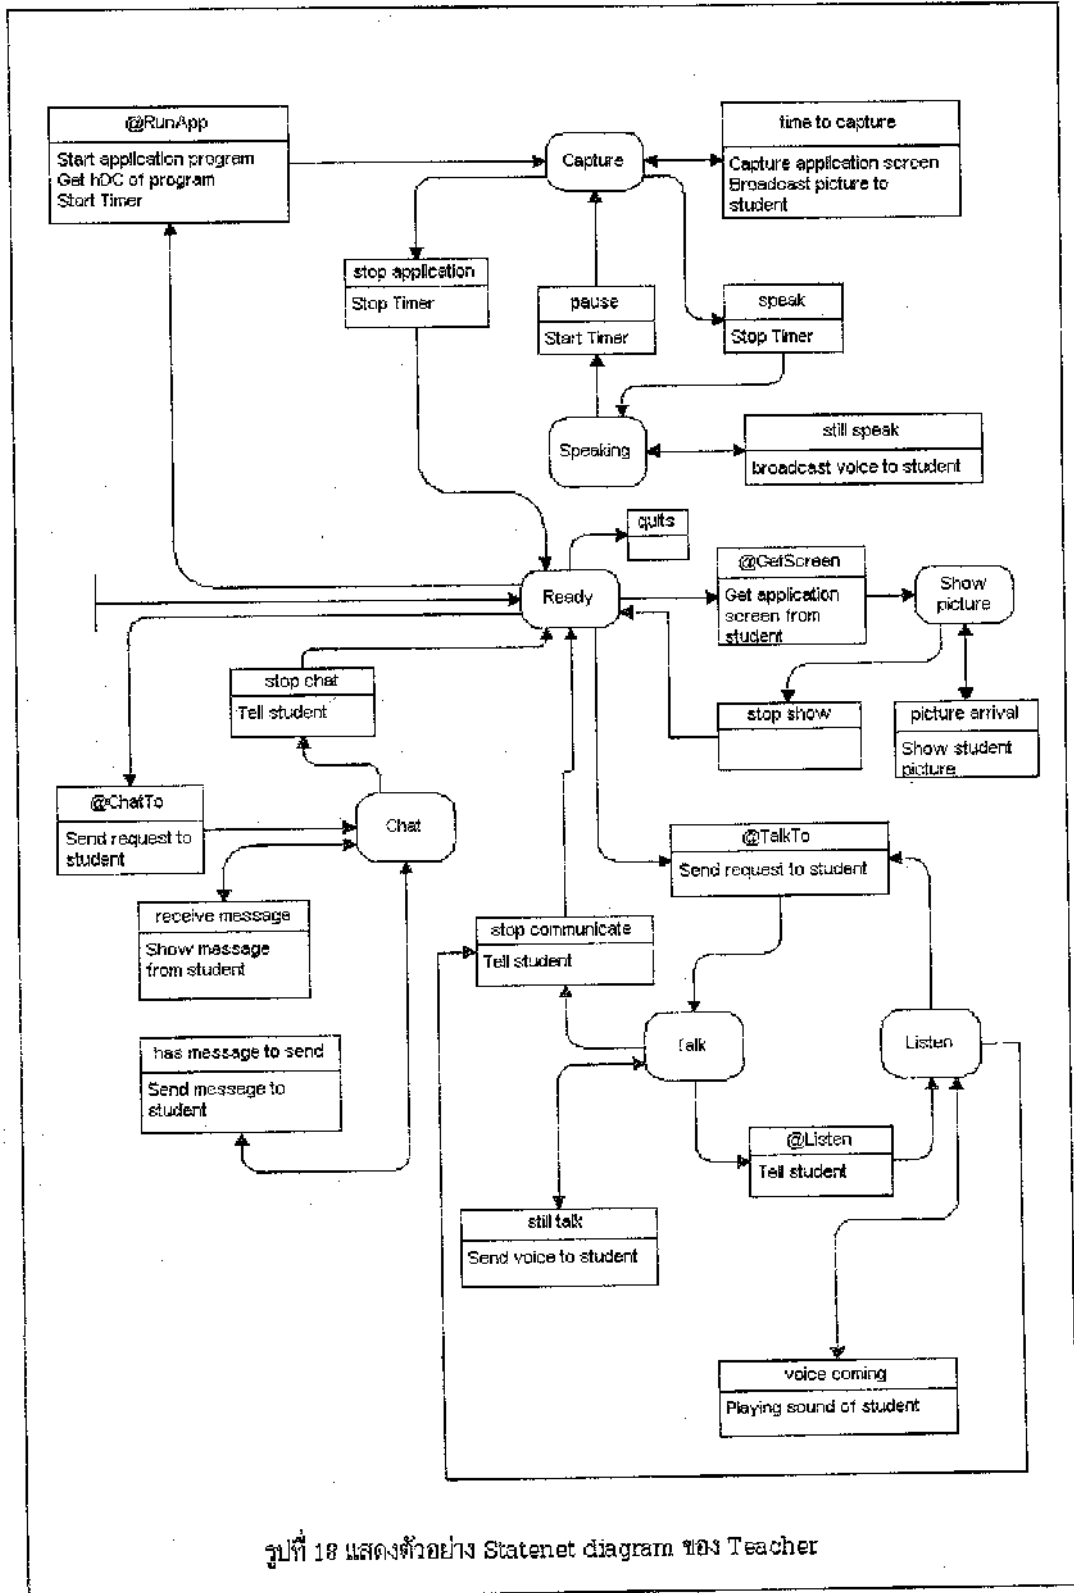 @RunApp
Start application program
Get hDC of program
Start Timer
Capture
time to capture
Capture application screen
Broadcast picture to
student
stop application
Stop Timer
pause
Start Timer
speak
Stop Timer
Speaking
still speak
broadcast voice to student
quits
Ready
@GetScreen
Get application
screen from
student
Show
picture
stop chat
Tell student
stop show
picture arrival
Show student
picture
@ChatTo
Send request to
student
Chat
@TalkTo
Send request to student
receive message
Show message
from student
stop communicate
Tell student
has message to send
Send message to
student
Talk
Listen
@Listen
Tell student
still talk
Send voice to student
voice coming
Playing sound of student
รูปที่ 18 แสดงตัวอย่าง Statenet diagram ของ Teacher